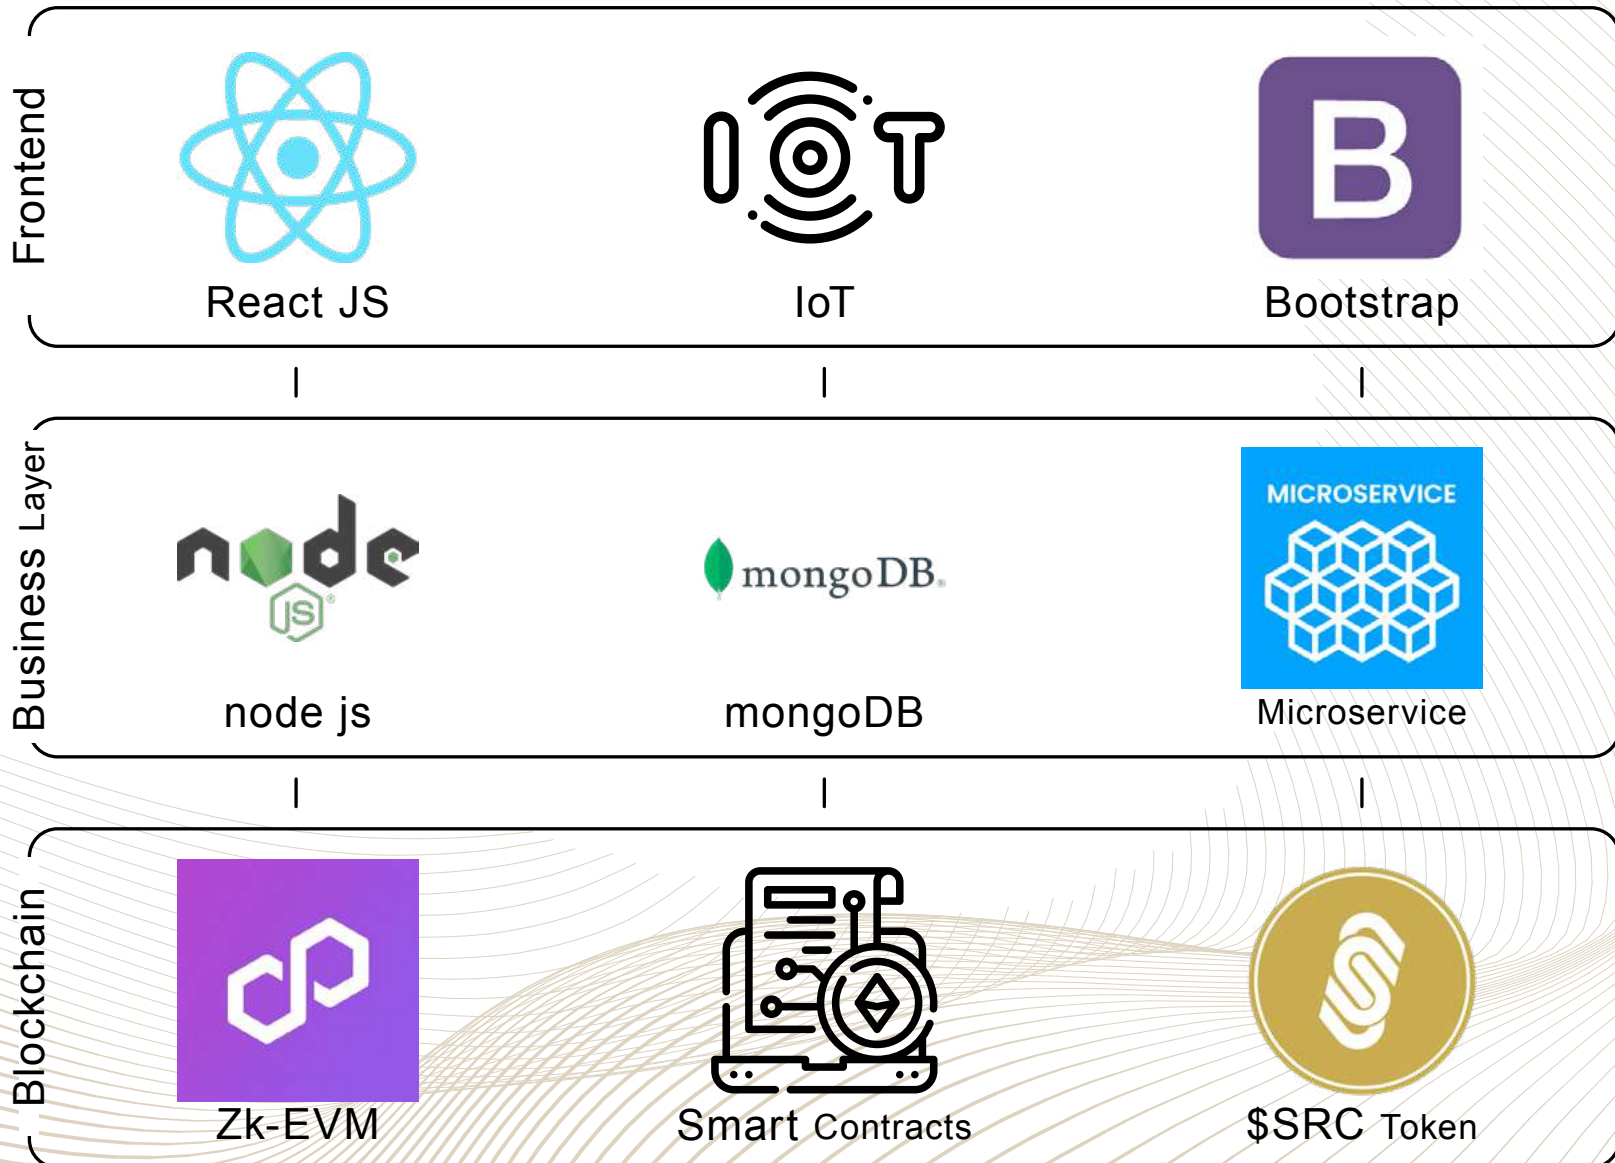 Frontend
IOT
React JS
IoT
B
Bootstrap
Business Layer
node
JS
mongoDB
MICROSERVICE
node js
mongoDB
Microservice
Blockchain
Zk-EVM
Smart Contracts
$SRC Token